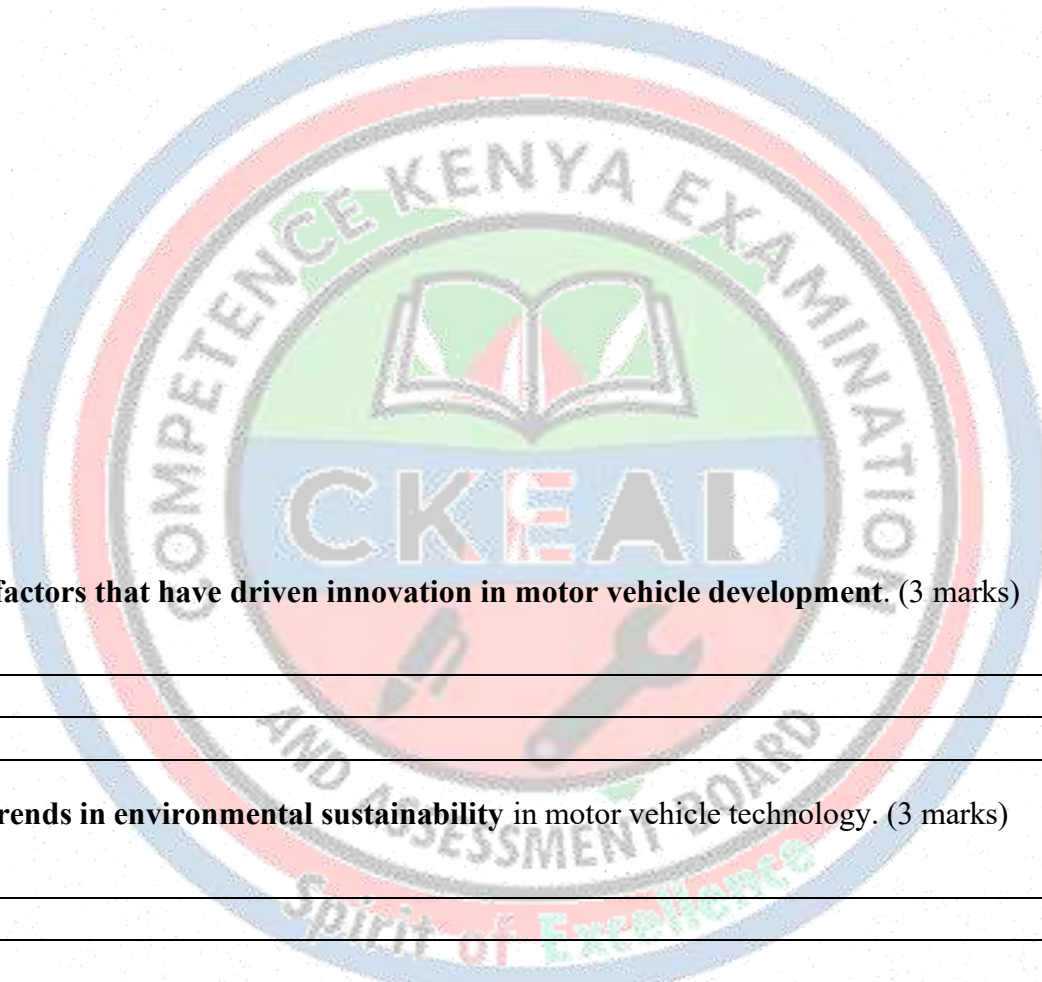 COMPETENCE KENYA EXAMINATION
CKEAB
factors that have driven innovation in motor vehicle development. (3 marks)
AND ASSESSMENT BOARD
trends in environmental sustainability in motor vehicle technology. (3 marks)
Spirit of Excellence